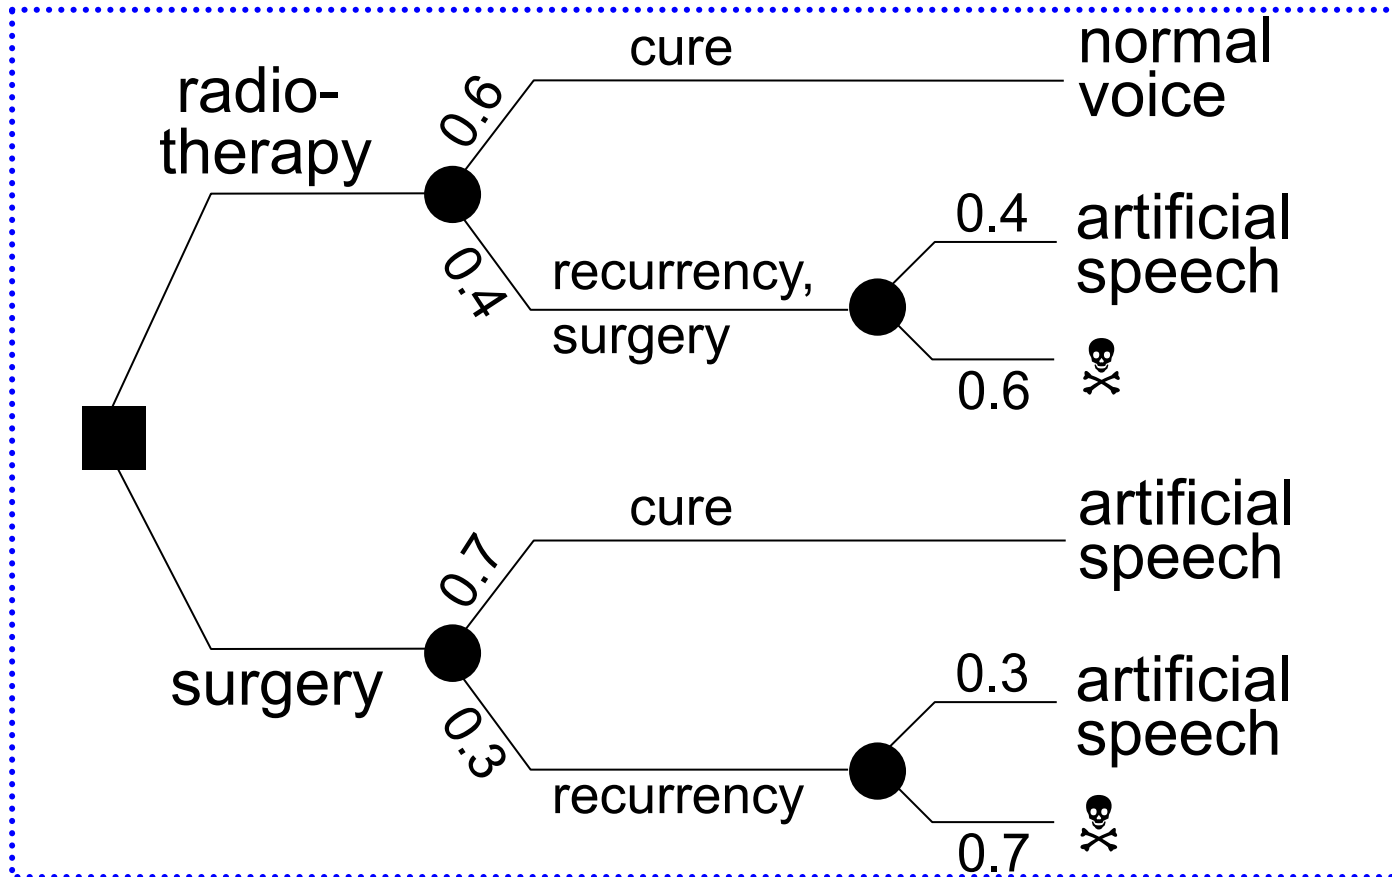 cure
normal
voice
radio-
therapy
0.6
0.4
artificial
speech
0.4
recurrency,
surgery
0.6
cure
artificial
speech
0.7
surgery
0.3
artificial
speech
0.3
recurrency
0.7